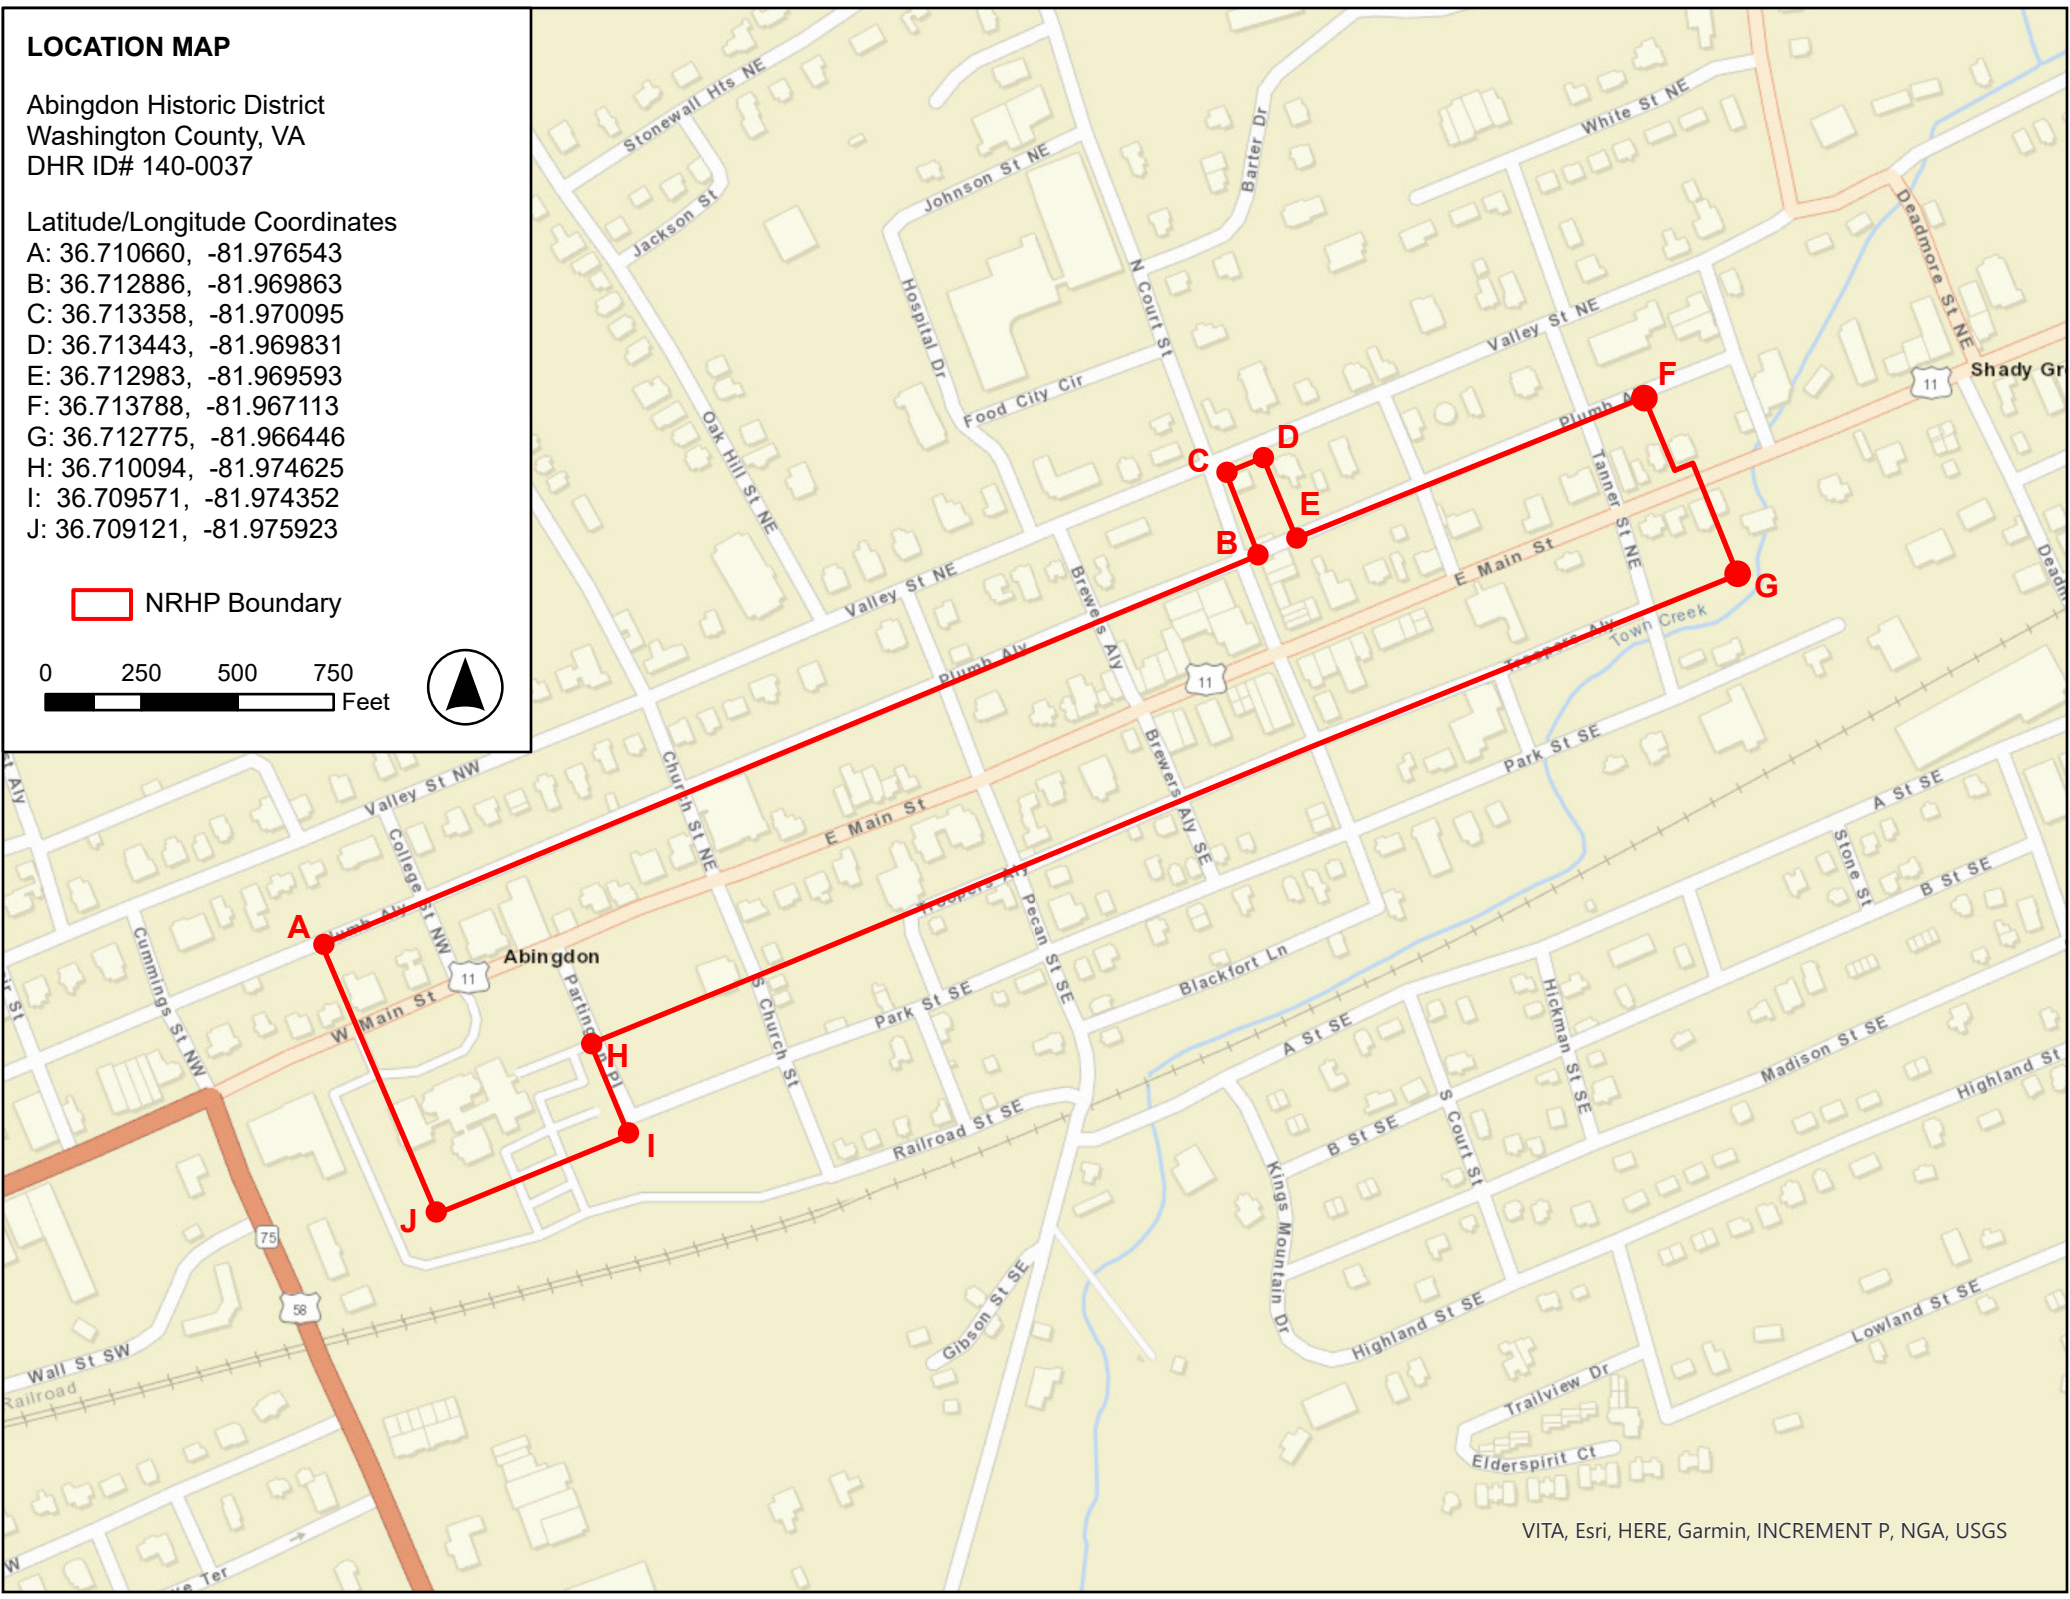 LOCATION MAP
Abingdon Historic District
Washington County, VA
DHR ID# 140-0037
Latitude/Longitude Coordinates
A: 36.710660, -81.976543
B: 36.712886, -81.969863
C: 36.713358, -81.970095
D: 36.713443, -81.969831
E: 36.712983, -81.969593
F: 36.713788, -81.967113
G: 36.712775, -81.966446
H: 36.710094, -81.974625
I: 36.709571, -81.974352
J: 36.709121, -81.975923
NRHP Boundary
0 250 500 750
Feet
Stonewall Hts NE
Jackson St
Johnson St NE
Hospital Dr
N Court St
Barter Dr
White St NE
Deadmore St NE
Valley St NE
Food City Cir
Oak Hill St NE
11
Shady Gr
F
Plumb A
C
D
E
B
Tanner St NE
E Main St
G
Valley St NE
Brewers Aly
Plumb Aly
11
Troopers Aly
Town Creek
Park St SE
Brewers Aly SE
Church St NE
Valley St NW
College St NW
E Main St
A St SE
Stone St
B St SE
Troopers Aly
Pecan St SE
A
umb Aly
Cummings St NW
Abingdon
11
W Main St
Parting
n Pl
H
I
J
S Church St
Park St SE
Blackfort Ln
A St SE
Hickman St SE
Madison St SE
Highland St
Railroad St SE
S Court St
B St SE
Kings Mountain Dr
75
58
Wall St SW
Railroad
Gibson St SE
Highland St SE
Lowland St SE
Trailview Dr
Elderspirit Ct
VITA, Esri, HERE, Garmin, INCREMENT P, NGA, USGS